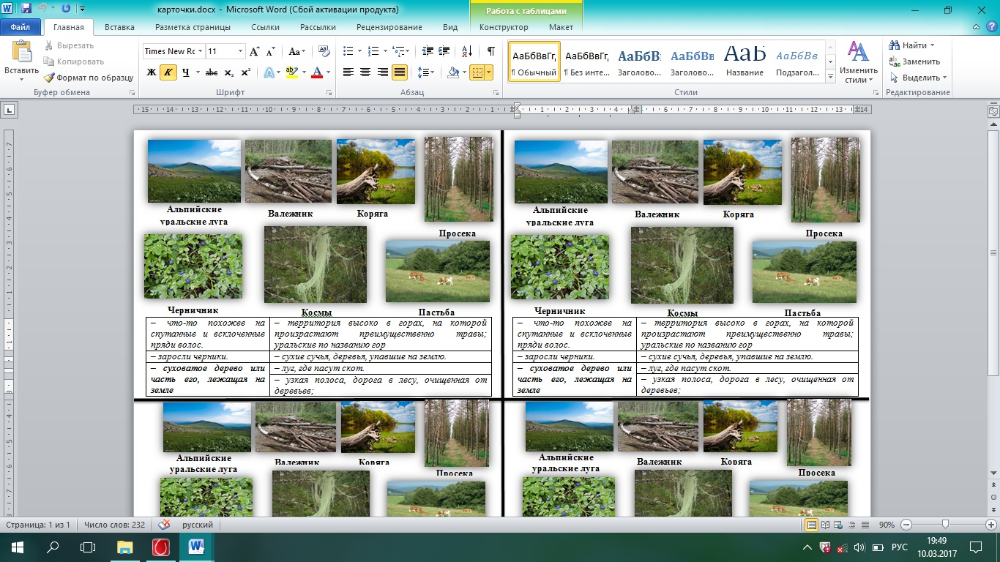 карточки.docx - Microsoft Word (Сбой активации продукта)
Работа с таблицами
Файл Главная Вставка Разметка страницы Ссылки Рассылки Рецензирование Вид Конструктор Макет
Вставить
Вырезать
Копировать
Формат по образцу
Буфер обмена
Times New Rc 11
Ж К Ч abc x₂ x² A А
Шрифт
Абзац
АаБбВвГг, АаБбВвГг, АаБбВ АаБбВв АаБ АаБбВв.
¶ Обычный ¶ Без инте... Заголово... Заголово... Название Подзагол...
Стили
Изменить стили
Найти
Заменить
Выделить
Редактирование
Альпийские
уральские луга
Валежник
Коряга
Просека
Черничник
Космы
Пастьба
– что-то похожее на
спутанные и всклоченные
пряди волос.
– территория высоко в горах, на которой
произрастают преимущественно травы;
уральские по названию гор
– заросли черники.
– сухие сучья, деревья, упавшие на землю.
– суховатое дерево или
часть его, лежащая на
земле
– луг, где пасут скот.
– узкая полоса, дорога в лесу, очищенная от
деревьев;
Альпийские
уральские луга
Валежник
Коряга
Просека
Черничник
Космы
Пастьба
– что-то похожее на
спутанные и всклоченные
пряди волос.
– территория высоко в горах, на которой
произрастают преимущественно травы;
уральские по названию гор
– заросли черники.
– сухие сучья, деревья, упавшие на землю.
– суховатое дерево или
часть его, лежащая на
земле
– луг, где пасут скот.
– узкая полоса, дорога в лесу, очищенная от
деревьев;
Альпийские
уральские луга
Валежник
Коряга
Просека
Альпийские
уральские луга
Валежник
Коряга
Просека
Страница: 1 из 1 Число слов: 232 русский 90%
РУС
19:49
10.03.2017